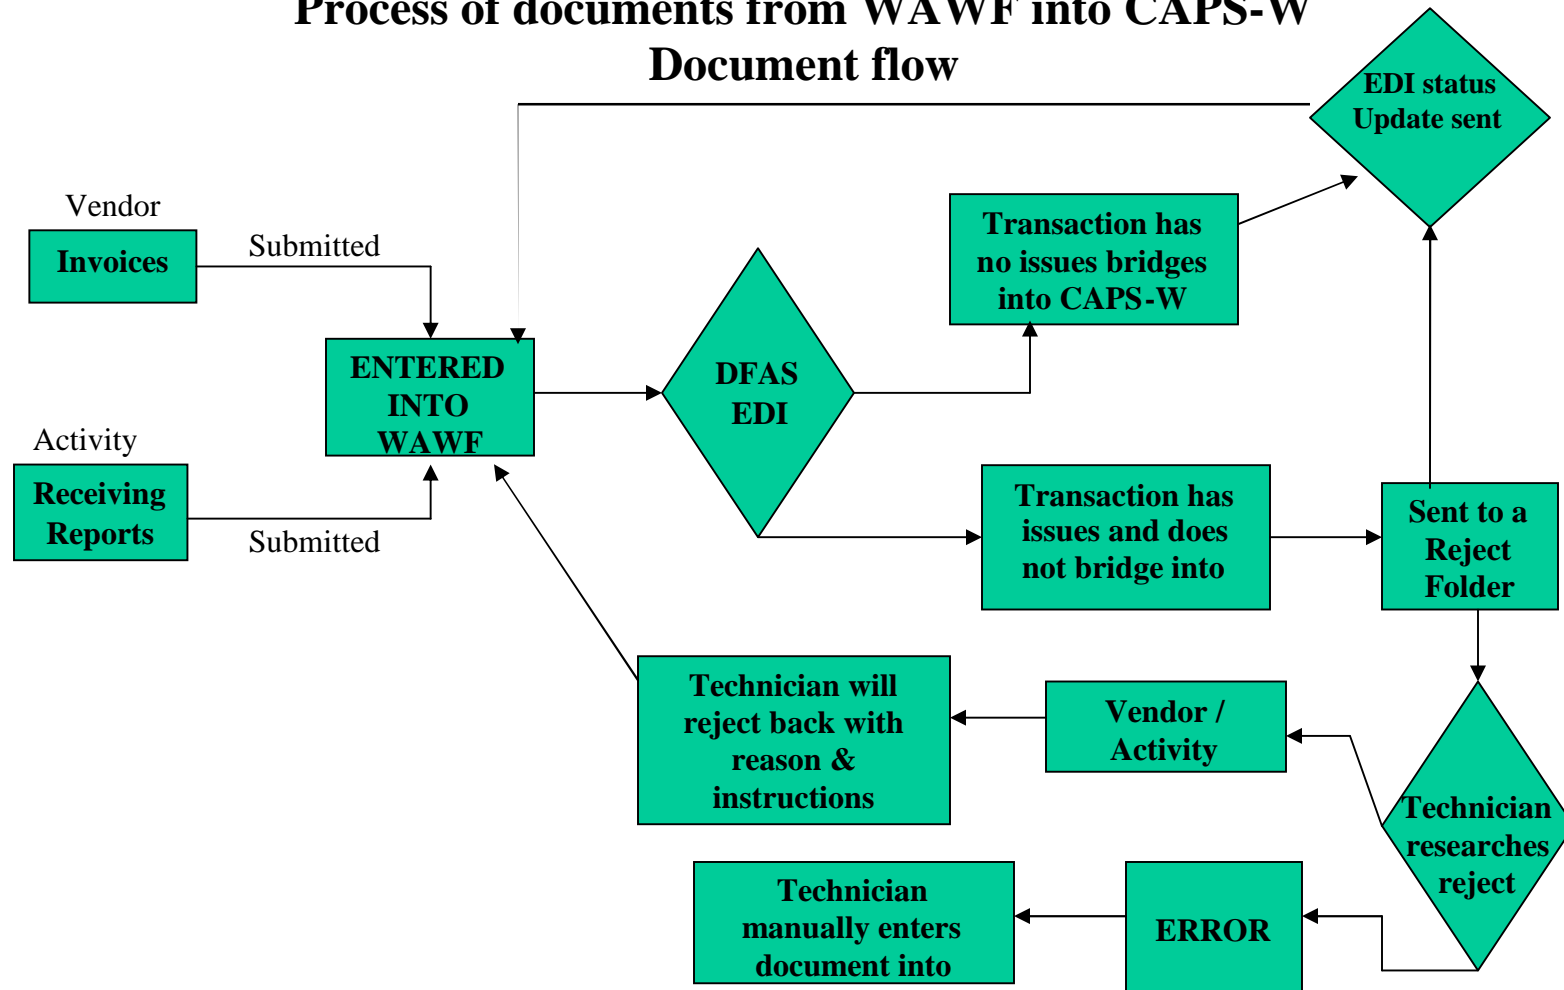 Process of documents from WAWF into CAPS-W
Document flow
EDI status
Update sent
Vendor
Invoices
Submitted
Transaction has
no issues bridges
into CAPS-W
ENTERED
INTO
WAWF
DFAS
EDI
Activity
Receiving
Reports
Submitted
Transaction has
issues and does
not bridge into
Sent to a
Reject
Folder
Technician will
reject back with
reason &
instructions
Vendor /
Activity
Technician
researches
reject
Technician
manually enters
document into
ERROR